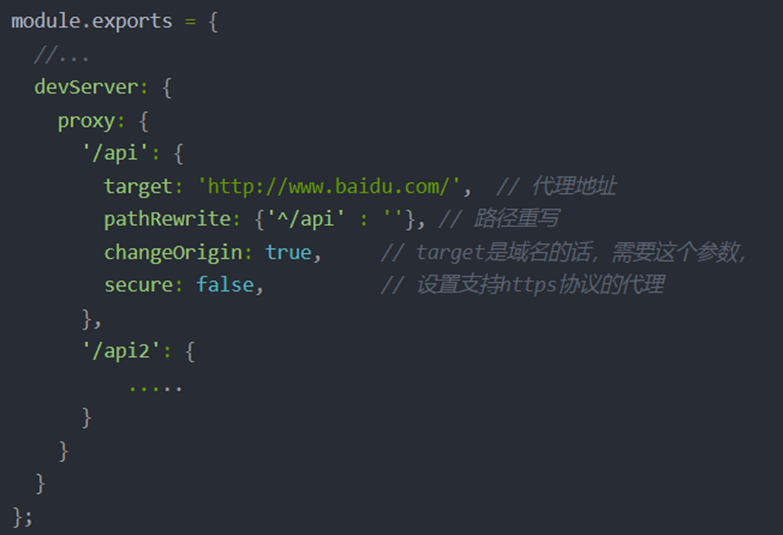 module.exports = {
  //...
  devServer: {
    proxy: {
      '/api': {
        target: 'http://www.baidu.com/',  // 代理地址
        pathRewrite: {'^/api' : ''}, // 路径重写
        changeOrigin: true,     // target是域名的话，需要这个参数，
        secure: false,          // 设置支持https协议的代理
      },
      '/api2': {
          .....
      }
    }
  }
};